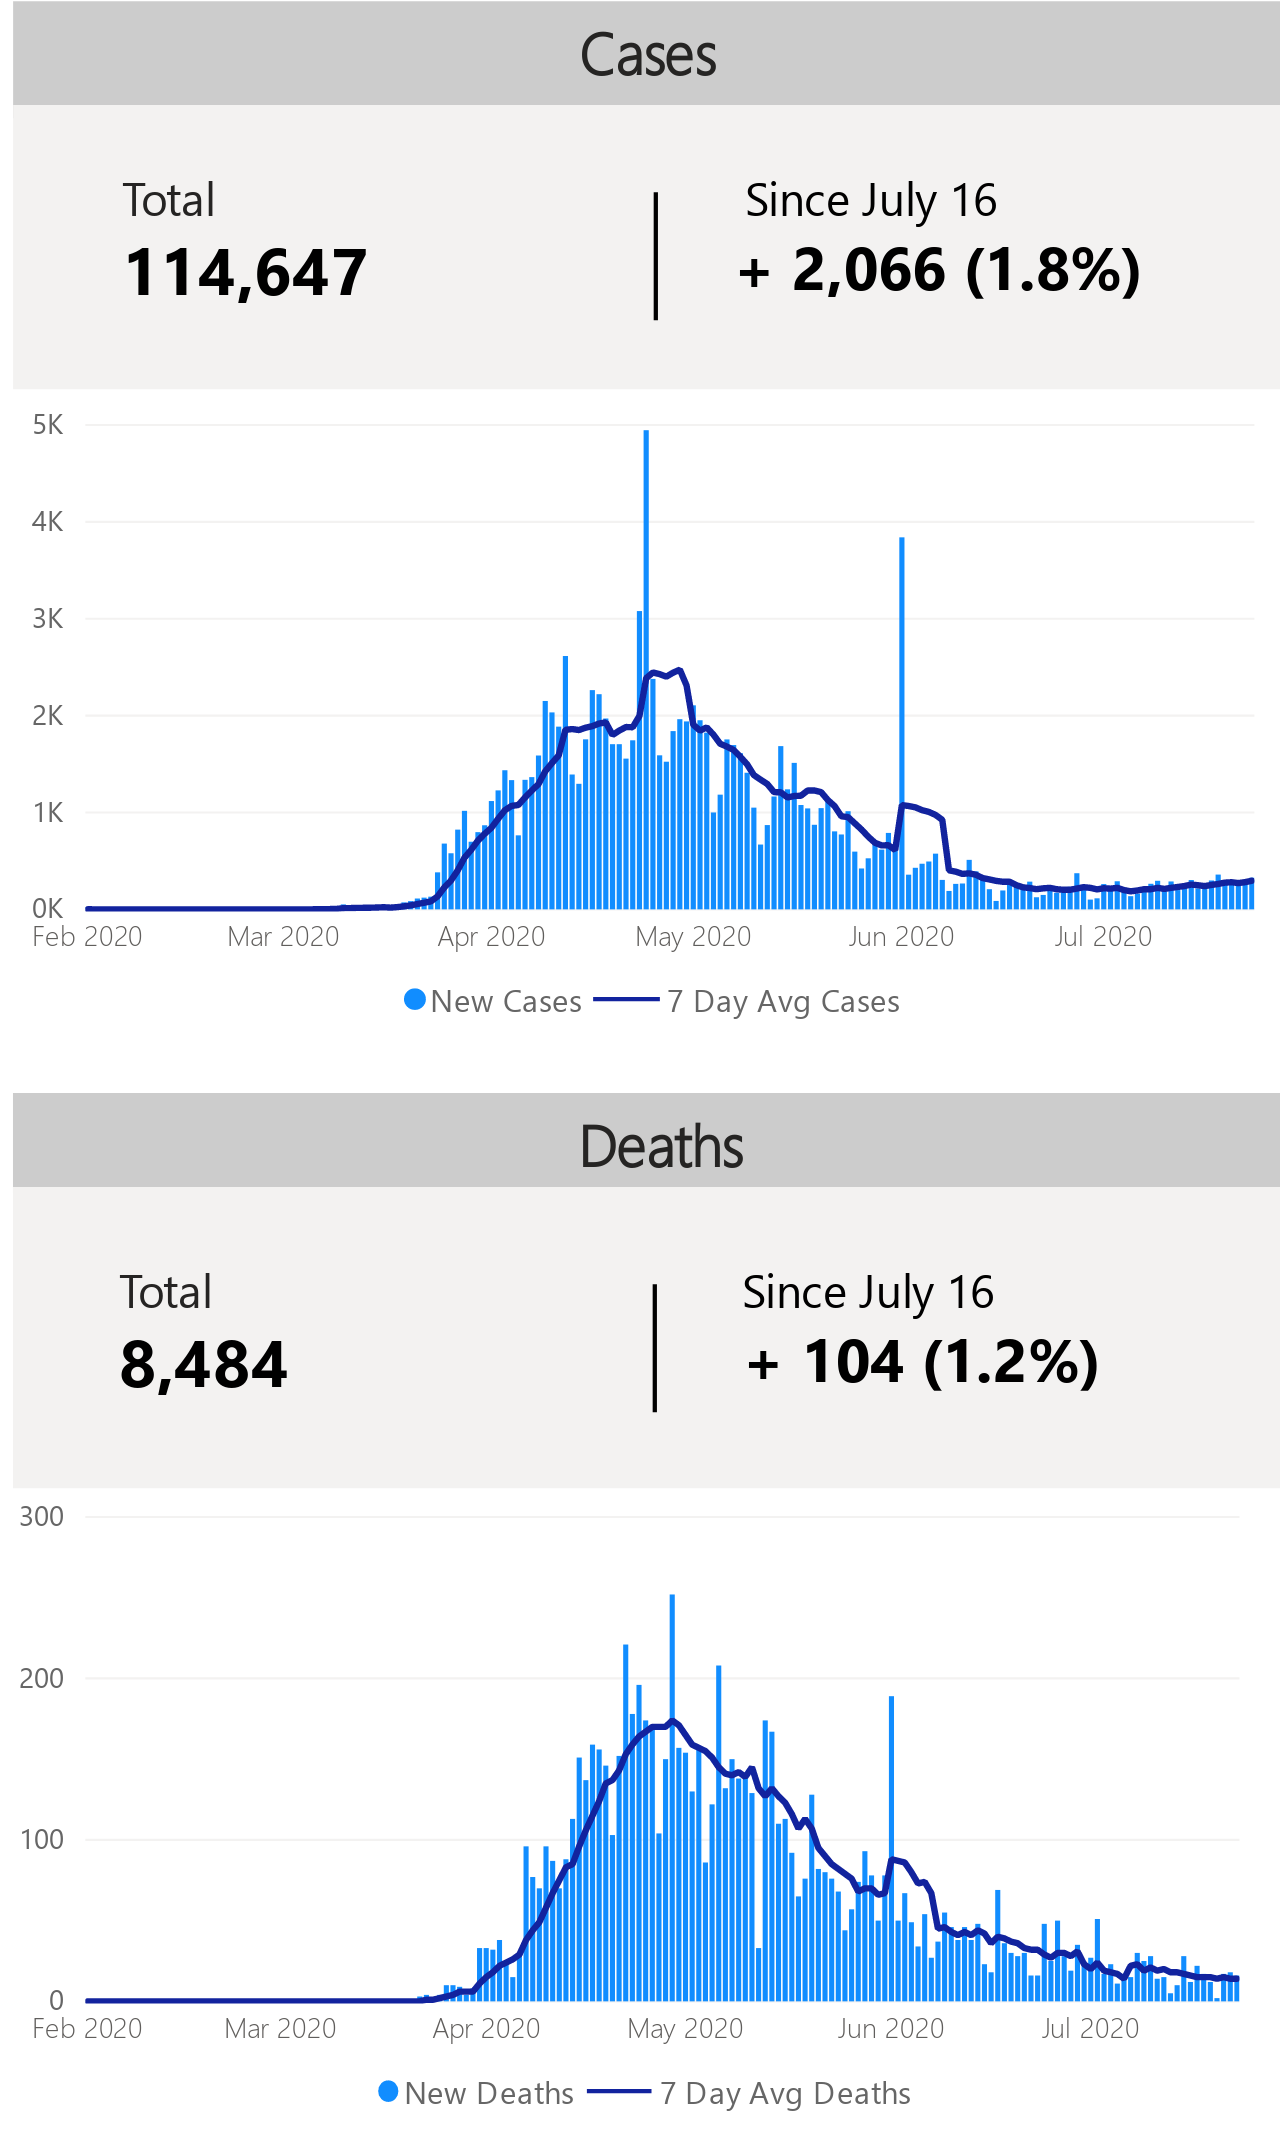 Cases
Total
Since July 16
114,647
+ 2,066 (1.8%)
5K
4K
3K
2K
1K
0K
Feb 2020 Mar 2020 Apr 2020 May 2020 Jun 2020 Jul 2020
New Cases 7 Day Avg Cases
Deaths
Total
Since July 16
8,484
+ 104 (1.2%)
300
200
100
0
Feb 2020 Mar 2020 Apr 2020 May 2020 Jun 2020 Jul 2020
New Deaths 7 Day Avg Deaths